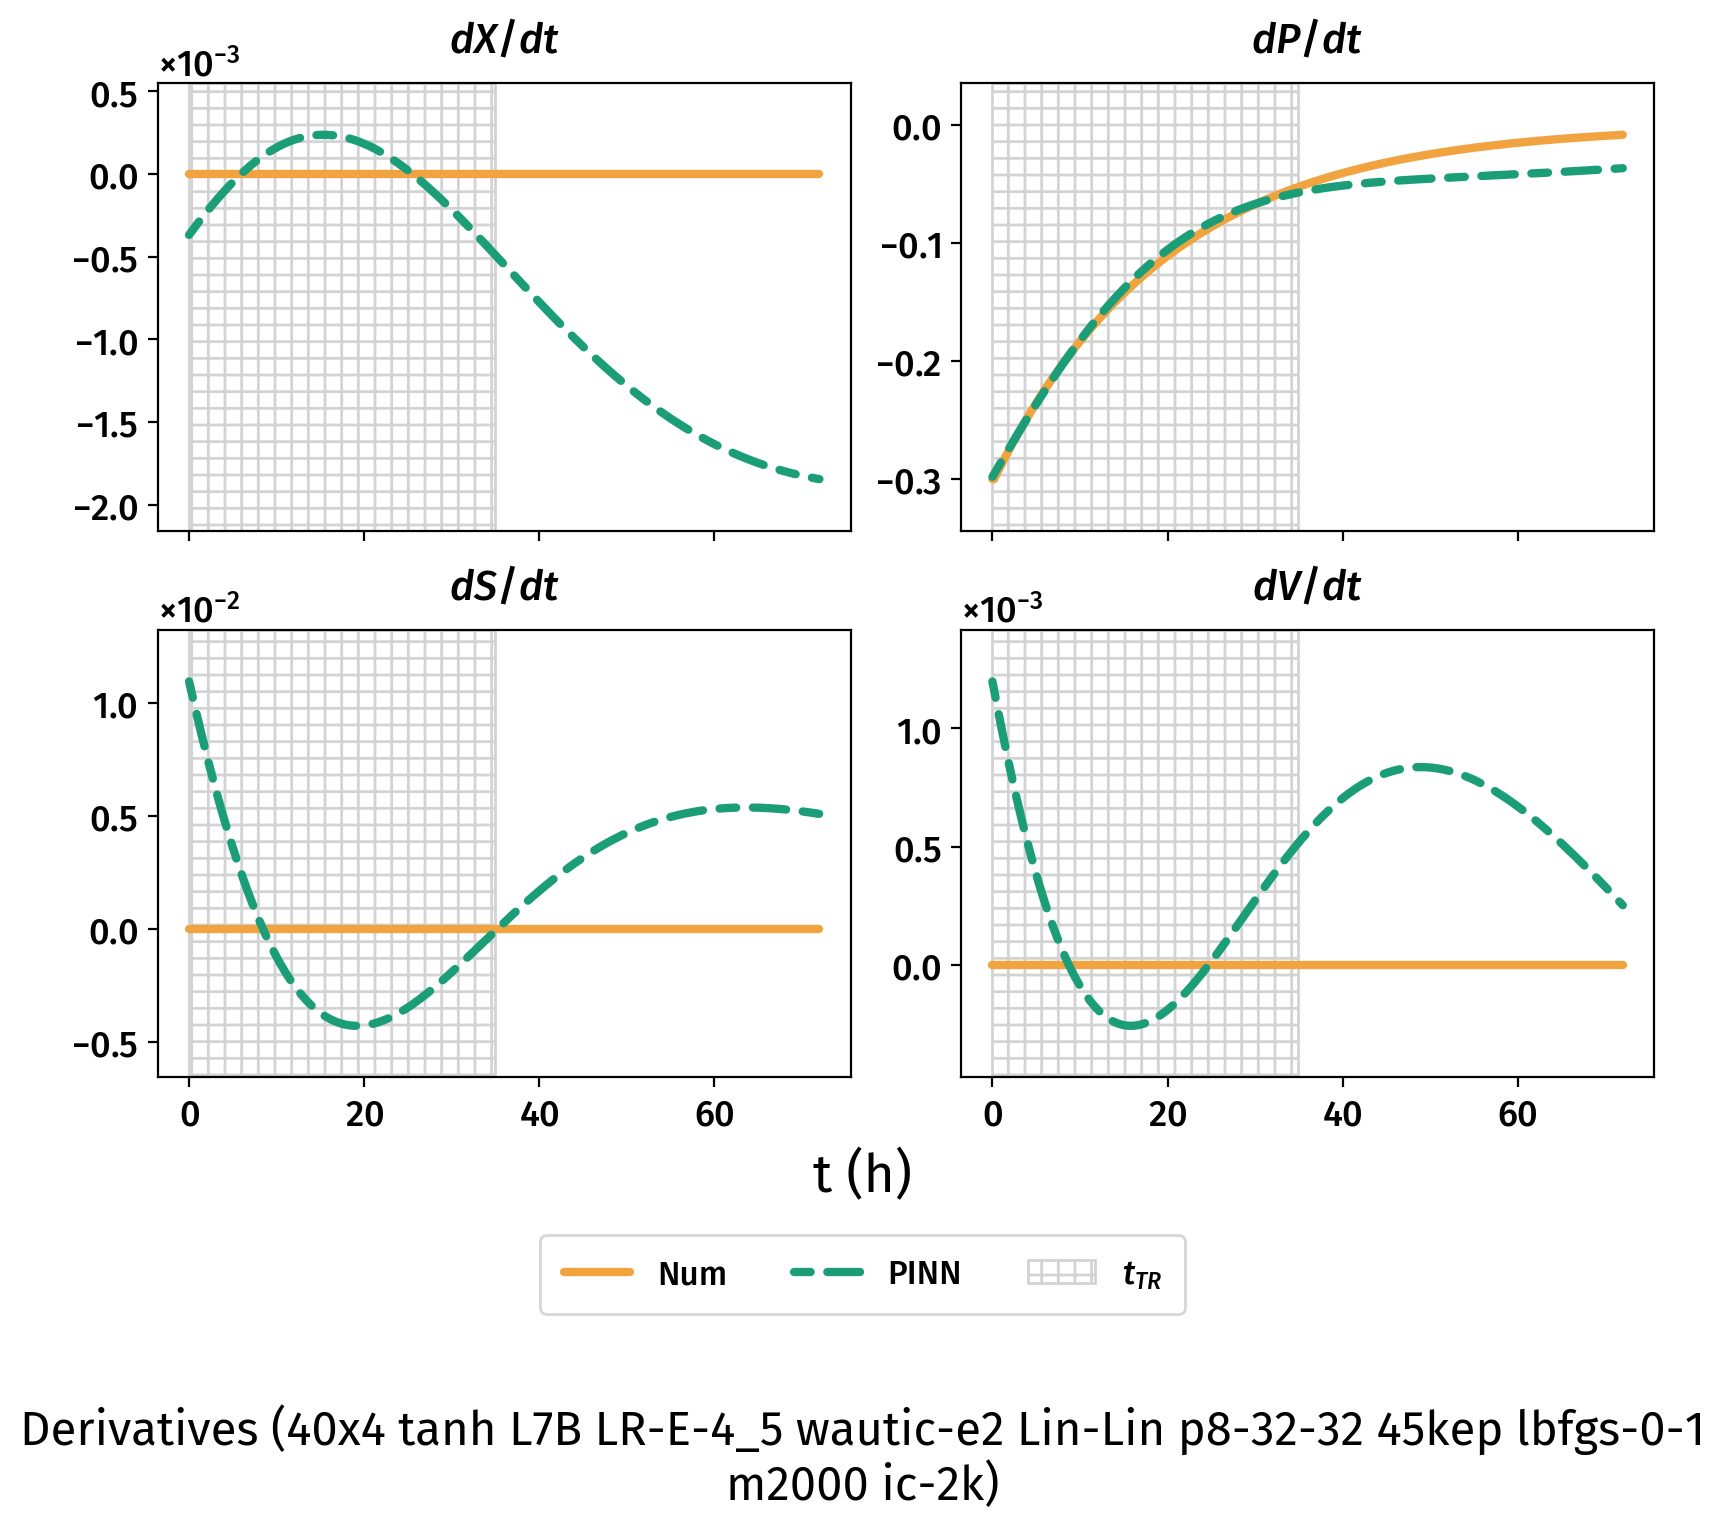 dX/dt
×10⁻³
0.5
0.0
−0.5
−1.0
−1.5
−2.0
dP/dt
0.0
−0.1
−0.2
−0.3
dS/dt
×10⁻²
1.0
0.5
0.0
−0.5
0 20 40 60
dV/dt
×10⁻³
1.0
0.5
0.0
0 20 40 60
t (h)
Num PINN t_TR
Derivatives (40x4 tanh L7B LR-E-4_5 wautic-e2 Lin-Lin p8-32-32 45kep lbfgs-0-1
m2000 ic-2k)